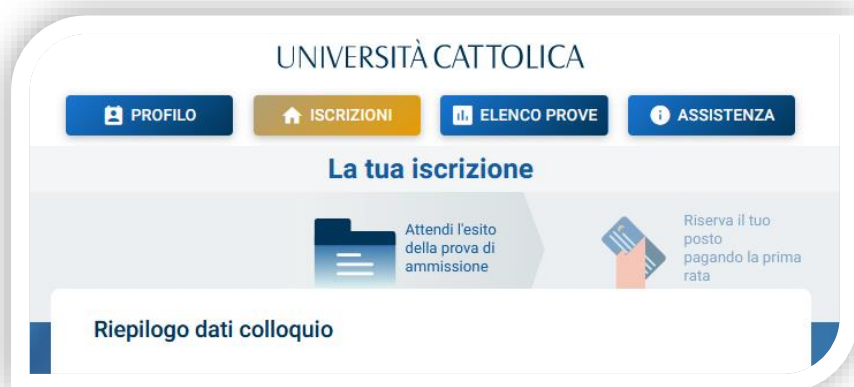 UNIVERSITÀ CATTOLICA
PROFILO
ISCRIZIONI
ELENCO PROVE
ASSISTENZA
La tua iscrizione
Attendi l'esito
della prova di
ammissione
Riserva il tuo
posto
pagando la prima
rata
Riepilogo dati colloquio